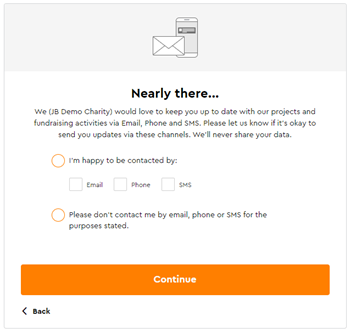 Nearly there...
We (JB Demo Charity) would love to keep you up to date with our projects and
fundraising activities via Email, Phone and SMS. Please let us know if it's okay to
send you updates via these channels. We'll never share your data.
I'm happy to be contacted by:
Email Phone SMS
Please don't contact me by email, phone or SMS for the
purposes stated.
Continue
Back